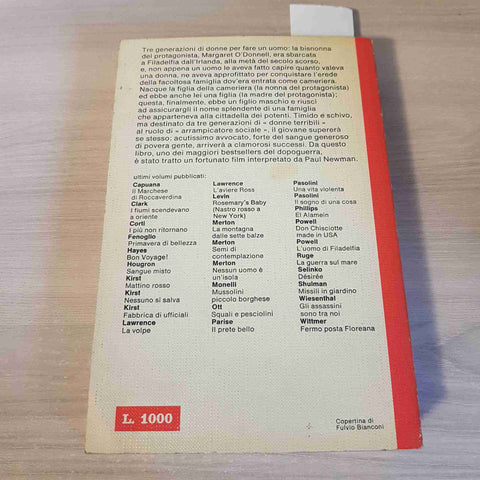 Tre generazioni di donne per fare un uomo: la bisnonna
del protagonista, Margaret O'Donnell, era sbarcata
a Filadelfia dall'Irlanda, alla metà del secolo scorso,
e, non appena un uomo le aveva fatto capire quanto valeva
una donna, ne aveva approfittato per conquistare l'erede
della facoltosa famiglia dov'era entrata come cameriera.
Nacque la figlia della cameriera (la nonna del protagonista)
ed ebbe anche lei una figlia (la madre del protagonista);
questa, finalmente, ebbe un figlio maschio e riuscì
ad assicurargli il nome splendente di una famiglia
che apparteneva alla cittadella dei potenti. Timido e schivo,
ma destinato da tre generazioni di « donne terribili »
al ruolo di « arrampicatore sociale », il giovane supererà
se stesso: acutissimo avvocato, forte del sangue generoso
di povera gente, arriverà a clamorosi successi. Da questo
libro, uno dei maggiori bestsellers del dopoguerra,
è stato tratto un fortunato film interpretato da Paul Newman.
ultimi volumi pubblicati:
Capuana
Il Marchese
di Roccaverdina
Clark
I fiumi scendevano
a oriente
Corti
I più non ritornano
Fenoglio
Primavera di bellezza
Hayes
Bon Voyage!
Hougron
Sangue misto
Kirst
Mattino rosso
Kirst
Nessuno si salva
Kirst
Fabbrica di ufficiali
Lawrence
La volpe
Lawrence
L'aviere Ross
Levin
Rosemary's Baby
(Nastro rosso a
New York)
Merton
La montagna
dalle sette balze
Merton
Semi di
contemplazione
Merton
Nessun uomo è
un'isola
Monelli
Mussolini
piccolo borghese
Ott
Squali e pesciolini
Parise
Il prete bello
Pasolini
Una vita violenta
Pasolini
Il sogno di una cosa
Phillips
El Alamein
Powell
Don Chisciotte
made in USA
Powell
L'uomo di Filadelfia
Ruge
La guerra sul mare
Selinko
Désirée
Shulman
Missili in giardino
Wiesenthal
Gli assassini
sono tra noi
Wittmer
Fermo posta Floreana
L. 1000
Copertina di
Fulvio Bianconi